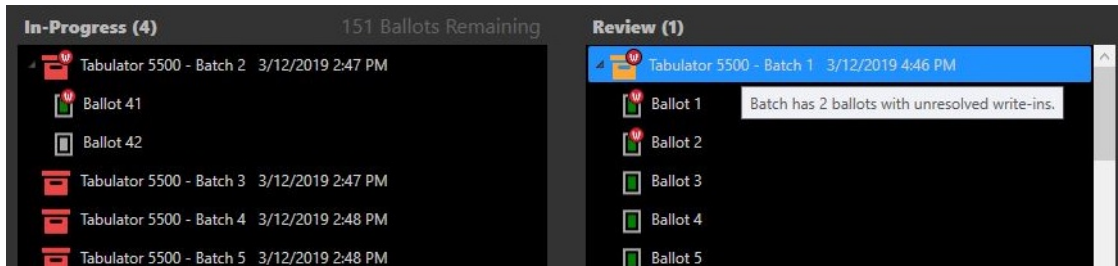 In-Progress (4)
151 Ballots Remaining
Tabulator 5500 - Batch 2 3/12/2019 2:47 PM
Ballot 41
Ballot 42
Tabulator 5500 - Batch 3 3/12/2019 2:47 PM
Tabulator 5500 - Batch 4 3/12/2019 2:48 PM
Tabulator 5500 - Batch 5 3/12/2019 2:48 PM
Review (1)
Tabulator 5500 - Batch 1 3/12/2019 4:46 PM
Batch has 2 ballots with unresolved write-ins.
Ballot 1
Ballot 2
Ballot 3
Ballot 4
Ballot 5